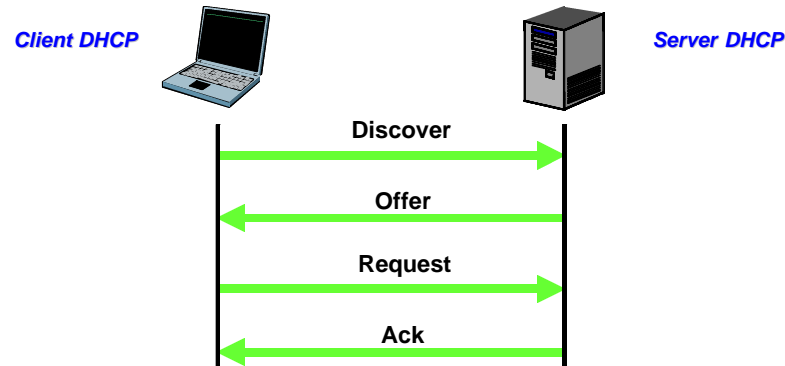 Client DHCP
Server DHCP
Discover
Offer
Request
Ack